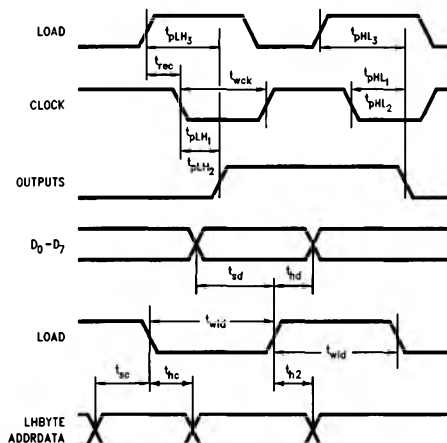 LOAD
tpLH3
tpHL3
trec
twck
tpHL1
CLOCK
tpHL2
tpLH1
tpLH2
OUTPUTS
D0-D7
tsd
thd
LOAD
twld
twld
tsc
thc
th2
LHBYTE
ADDRDATA